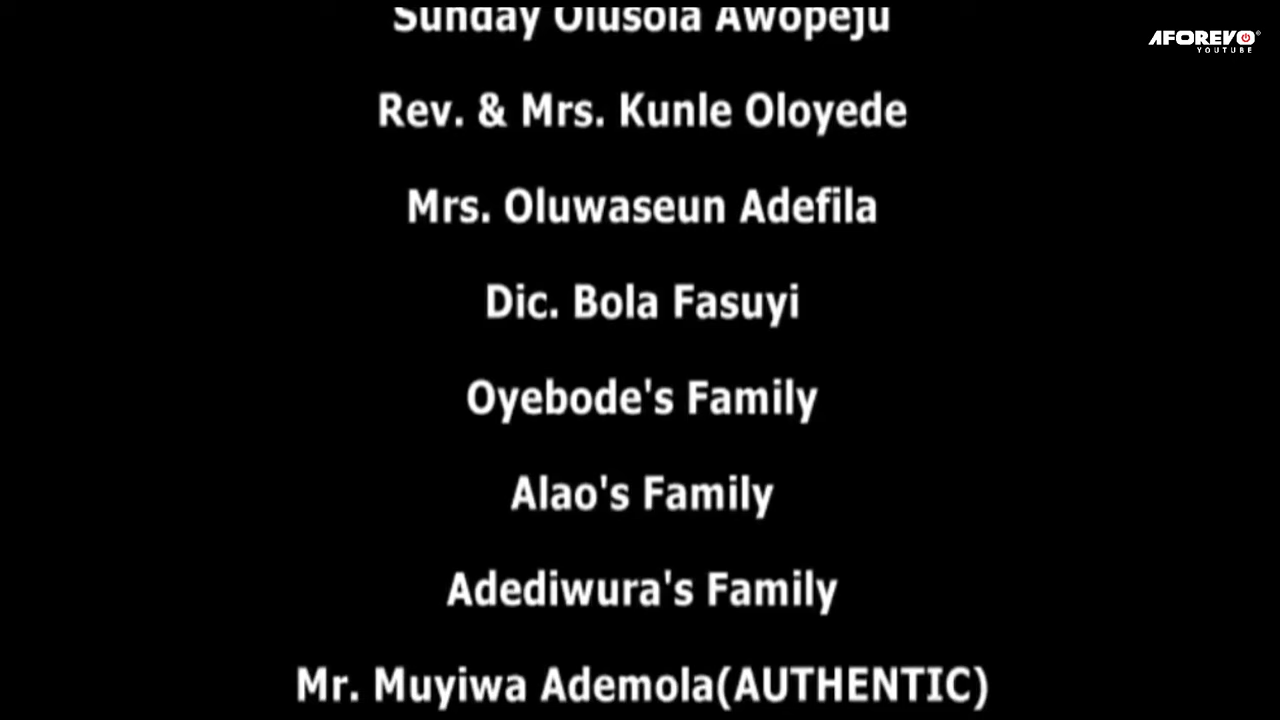 Sunday Olusola Awopeju
AFOREVO
YOUTUBE
Rev. & Mrs. Kunle Oloyede
Mrs. Oluwaseun Adefila
Dic. Bola Fasuyi
Oyebode's Family
Alao's Family
Adediwura's Family
Mr. Muyiwa Ademola(AUTHENTIC)